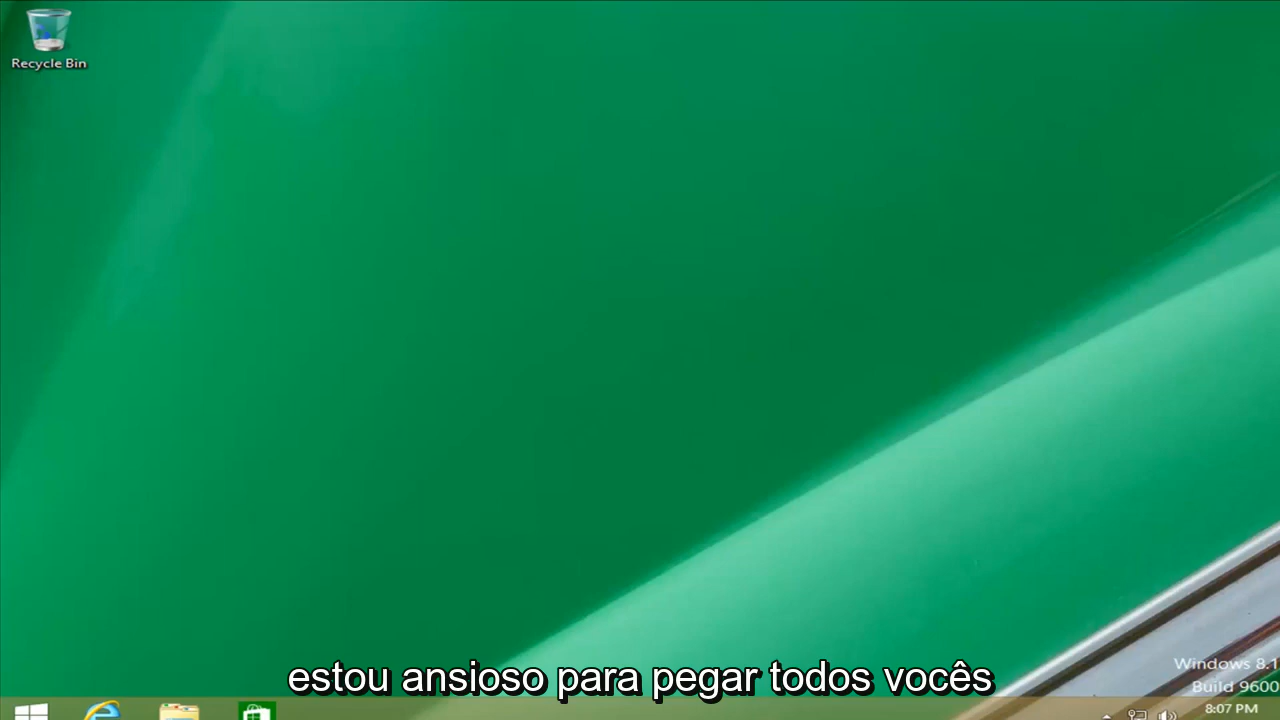 Recycle Bin
estou ansioso para pegar todos vocês
Windows 8.1
Build 9600
8:07 PM